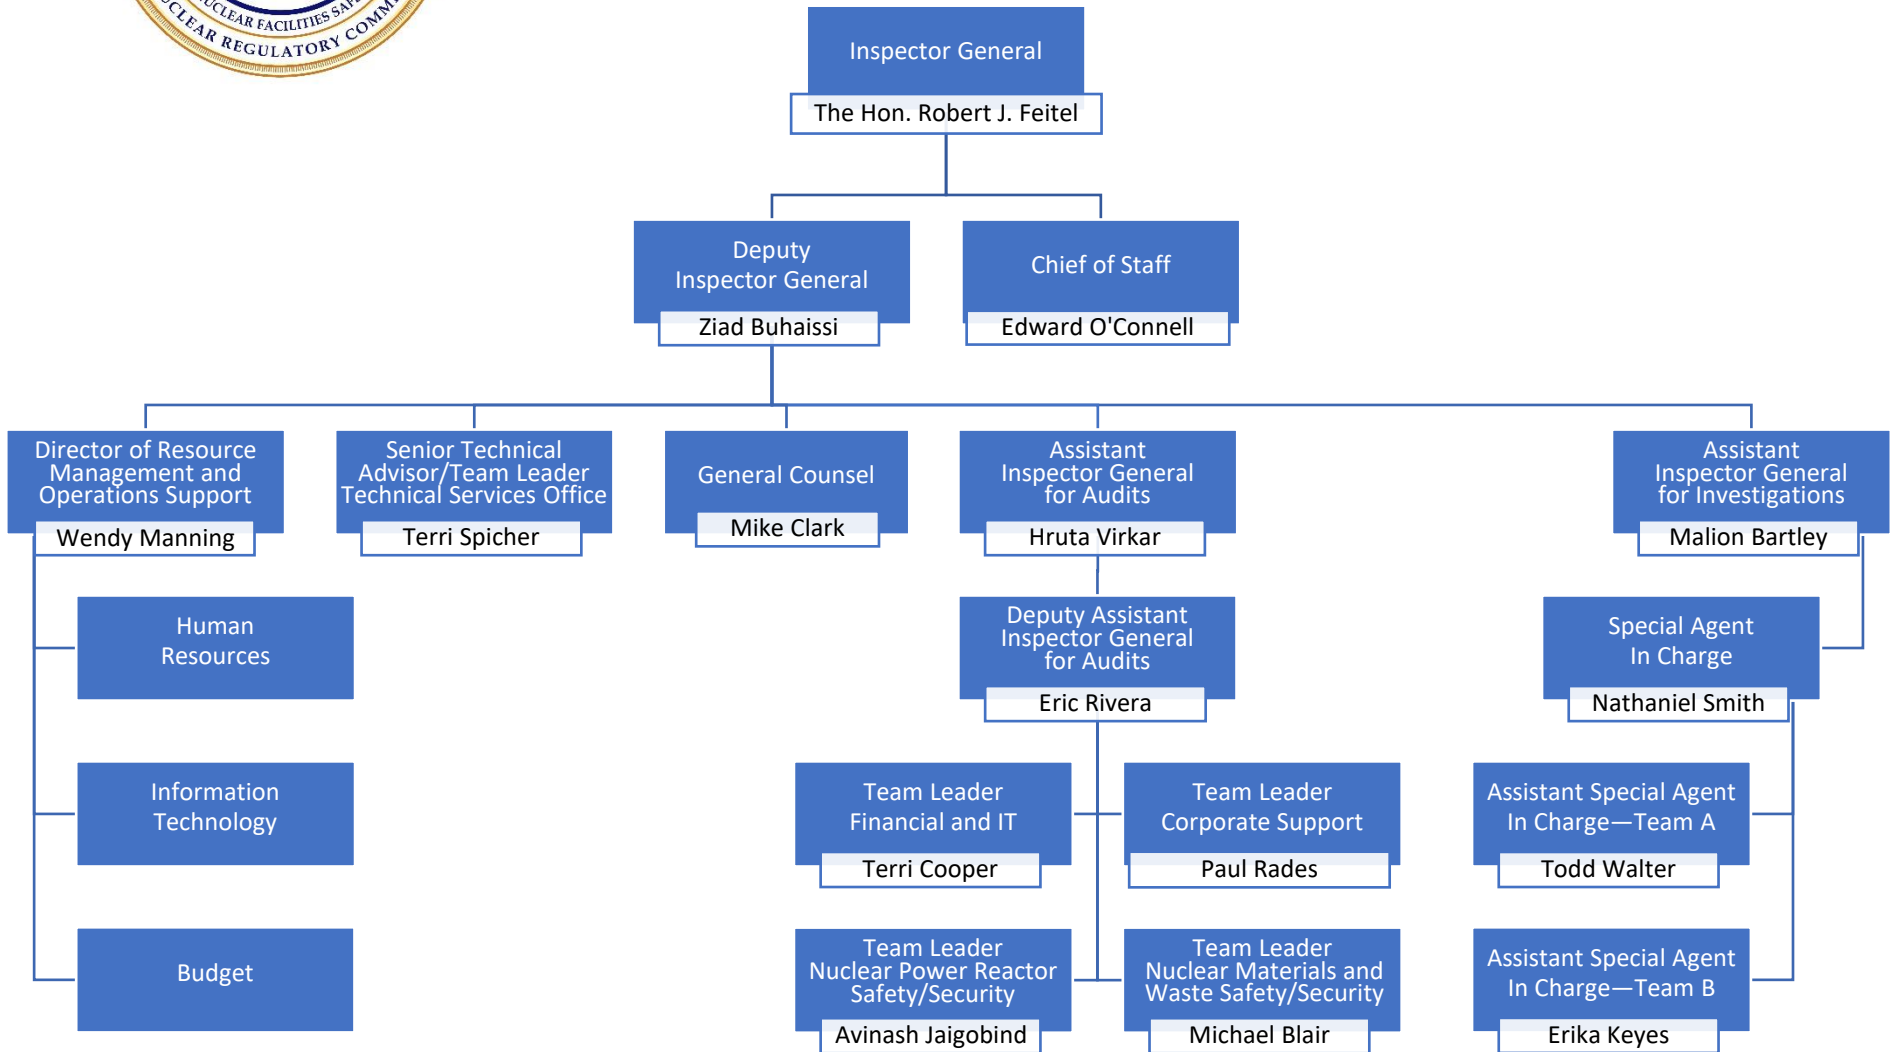 NUCLEAR FACILITIES
NUCLEAR REGULATORY
Inspector General
The Hon. Robert J. Feitel
Deputy
Inspector General
Ziad Buhaissi
Chief of Staff
Edward O'Connell
Director of Resource
Management and
Operations Support
Wendy Manning
Senior Technical
Advisor/Team Leader
Technical Services Office
Terri Spicher
General Counsel
Mike Clark
Assistant
Inspector General
for Audits
Hruta Virkar
Assistant
Inspector General
for Investigations
Malion Bartley
Human
Resources
Deputy Assistant
Inspector General
for Audits
Eric Rivera
Special Agent
In Charge
Nathaniel Smith
Information
Technology
Team Leader
Financial and IT
Terri Cooper
Team Leader
Corporate Support
Paul Rades
Assistant Special Agent
In Charge—Team A
Todd Walter
Budget
Team Leader
Nuclear Power Reactor
Safety/Security
Avinash Jaigobind
Team Leader
Nuclear Materials and
Waste Safety/Security
Michael Blair
Assistant Special Agent
In Charge—Team B
Erika Keyes